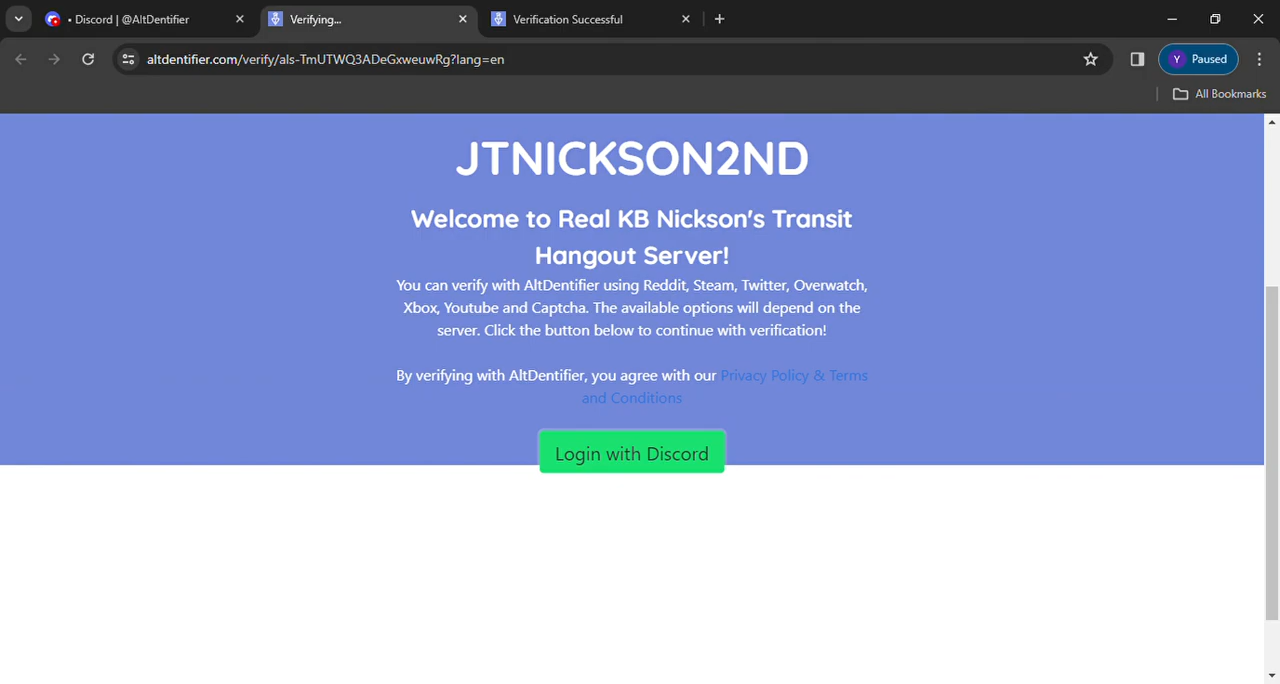 • Discord | @AltDentifier
Verifying...
Verification Successful
altdentifier.com/verify/als-TmUTWQ3ADeGxweuwRg?lang=en
Y Paused
All Bookmarks
JTNICKSON2ND
Welcome to Real KB Nickson's Transit
Hangout Server!
You can verify with AltDentifier using Reddit, Steam, Twitter, Overwatch,
Xbox, Youtube and Captcha. The available options will depend on the
server. Click the button below to continue with verification!
By verifying with AltDentifier, you agree with our Privacy Policy & Terms
and Conditions
Login with Discord